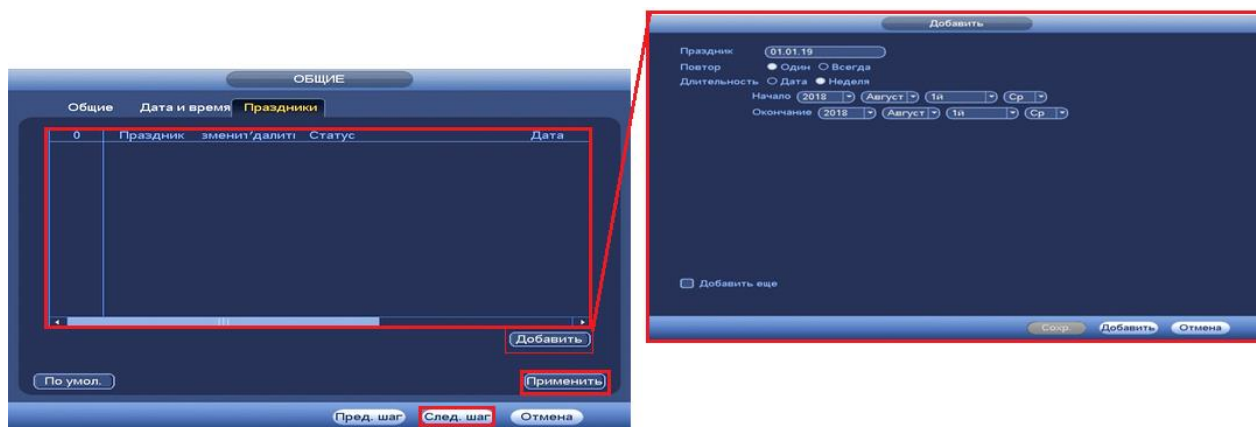 ОБЩИЕ
Общие Дата и время Праздники
0 Праздник зменит далити Статус Дата
Добавить
По умол. Применить
Пред. шаг След. шаг Отмена
Добавить
Праздник 01.01.19
Повтор Один Всегда
Длительность Дата Неделя
Начало 2018 Август 1й Ср
Окончание 2018 Август 1й Ср
Добавить еще
Сохр. Добавить Отмена